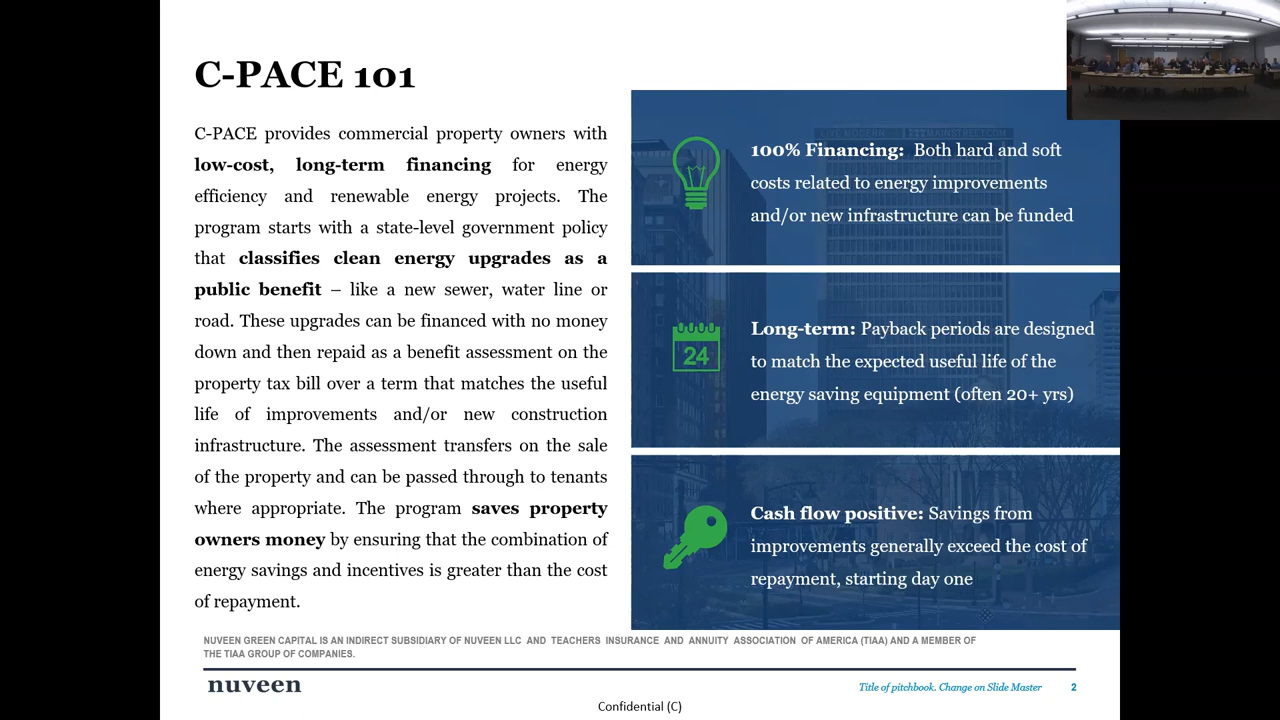 C-PACE 101
C-PACE provides commercial property owners with
low-cost, long-term financing for energy
efficiency and renewable energy projects. The
program starts with a state-level government policy
that classifies clean energy upgrades as a
public benefit – like a new sewer, water line or
road. These upgrades can be financed with no money
down and then repaid as a benefit assessment on the
property tax bill over a term that matches the useful
life of improvements and/or new construction
infrastructure. The assessment transfers on the sale
of the property and can be passed through to tenants
where appropriate. The program saves property
owners money by ensuring that the combination of
energy savings and incentives is greater than the cost
of repayment.
100% Financing: Both hard and soft
costs related to energy improvements
and/or new infrastructure can be funded
24
Long-term: Payback periods are designed
to match the expected useful life of the
energy saving equipment (often 20+ yrs)
Cash flow positive: Savings from
improvements generally exceed the cost of
repayment, starting day one
NUVEEN GREEN CAPITAL IS AN INDIRECT SUBSIDIARY OF NUVEEN LLC AND TEACHERS INSURANCE AND ANNUITY ASSOCIATION OF AMERICA (TIAA) AND A MEMBER OF
THE TIAA GROUP OF COMPANIES.
nuveen
Title of pitchbook. Change on Slide Master 2
Confidential (C)